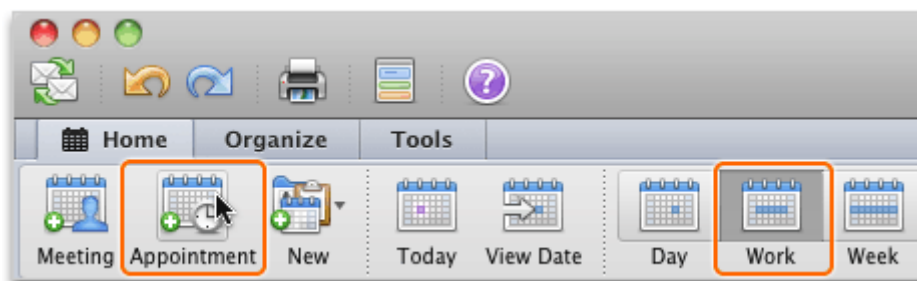 Home Organize Tools
Meeting Appointment New Today View Date Day Work Week